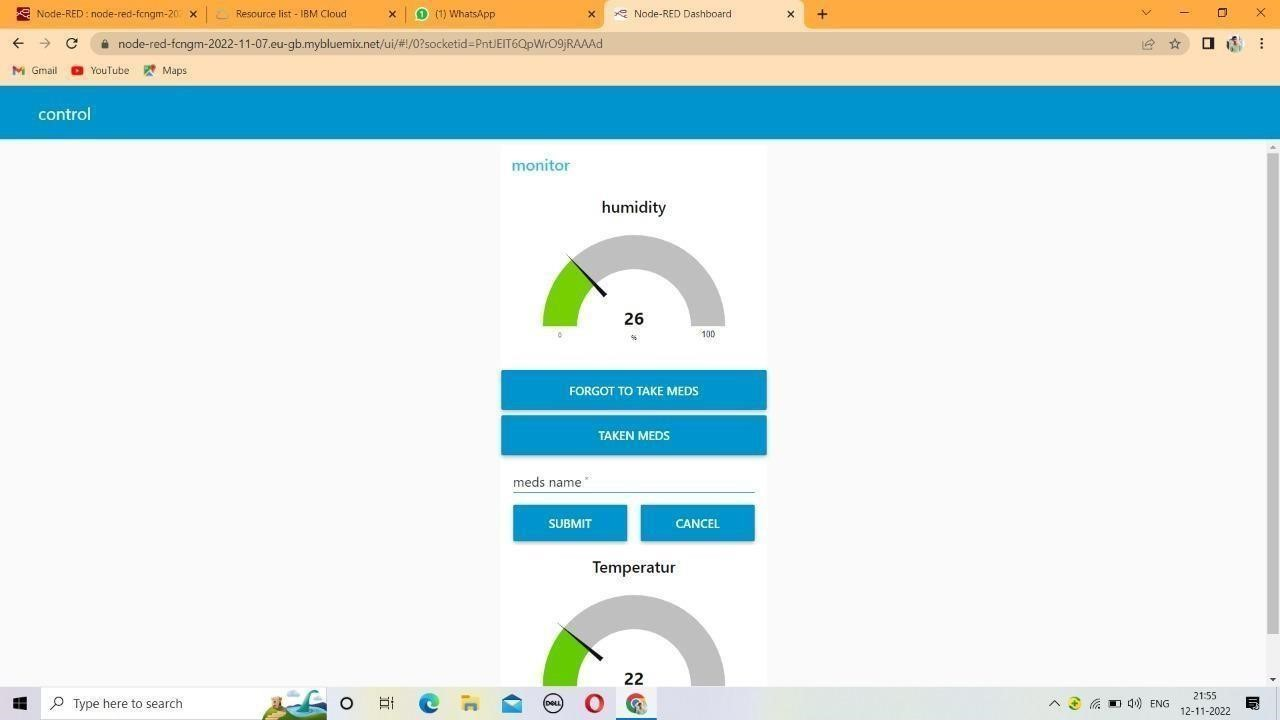 Node-RED : node-red-fcngm-202
Resource list - IBM Cloud
(1) WhatsApp
Node-RED Dashboard
node-red-fcngm-2022-11-07.eu-gb.mybluemix.net/ui/#!/0?socketid=PntJEIT6QpWrO9jRAAAd
Gmail
YouTube
Maps
control
monitor
humidity
26
%
0
100
FORGOT TO TAKE MEDS
TAKEN MEDS
meds name *
SUBMIT
CANCEL
Temperatur
22
Type here to search
DELL
ENG
21:55
12-11-2022